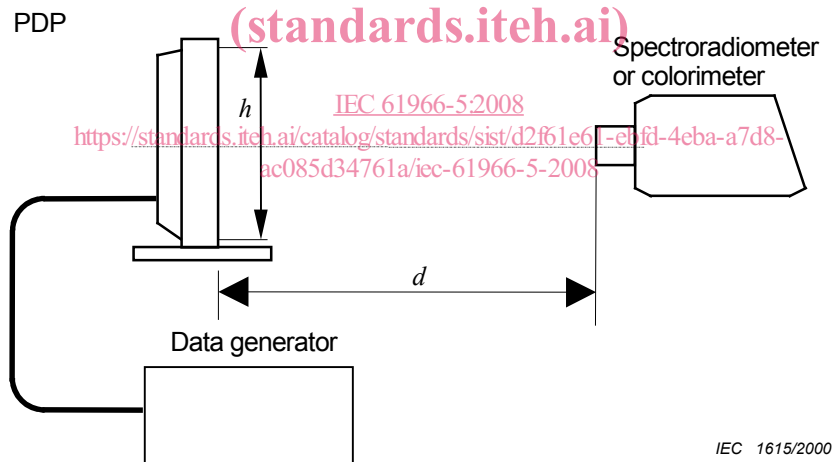 PDP
(standards.iteh.ai)
Spectroradiometer
or colorimeter
h
IEC 61966-5:2008
https://standards.iteh.ai/catalog/standards/sist/d2f61e61-ebfd-4eba-a7d8-
ac085d34761a/iec-61966-5-2008
d
Data generator
IEC 1615/2000